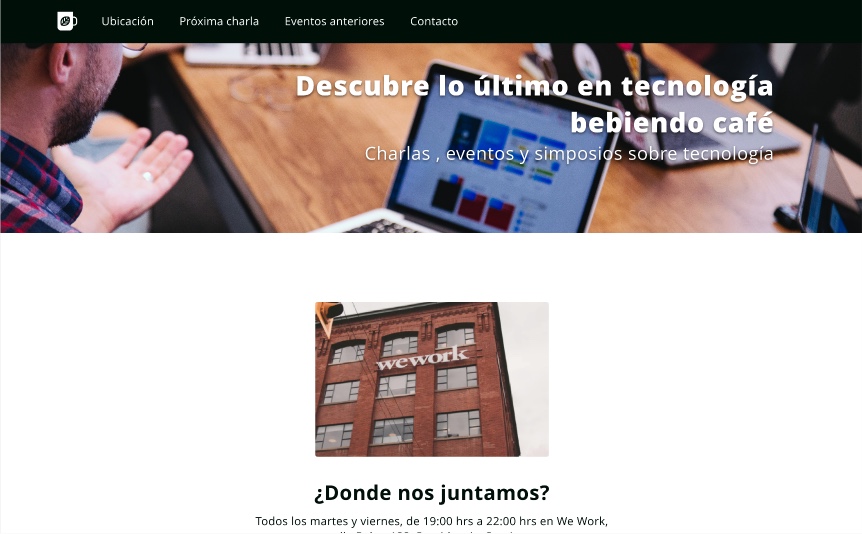 Ubicación
Próxima charla
Eventos anteriores
Contacto
Descubre lo último en tecnología
bebiendo café
Charlas , eventos y simposios sobre tecnología
wework
¿Donde nos juntamos?
Todos los martes y viernes, de 19:00 hrs a 22:00 hrs en We Work,